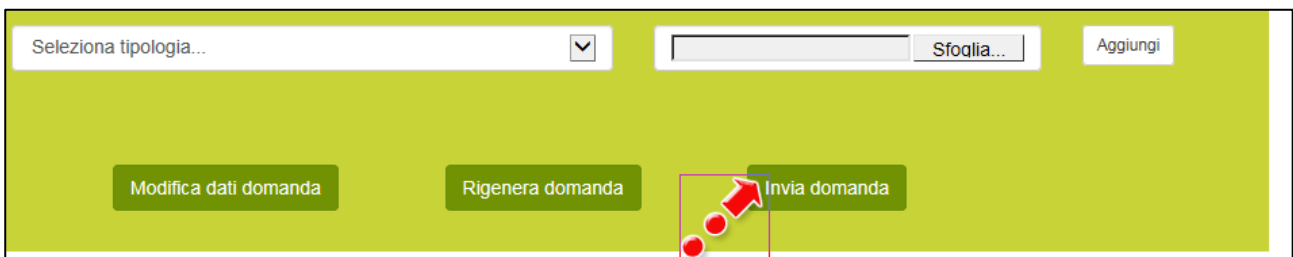 Seleziona tipologia... Sfoglia... Aggiungi
Modifica dati domanda Rigenera domanda Invia domanda